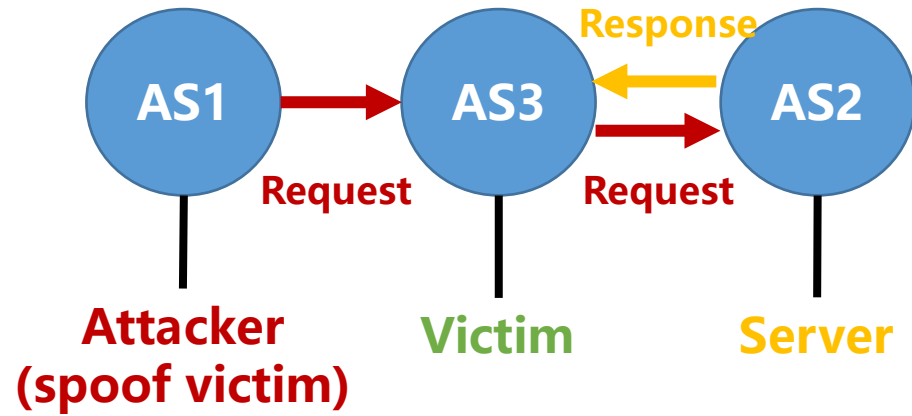 Response
AS1
AS3
AS2
Request
Request
Attacker
(spoof victim)
Victim
Server